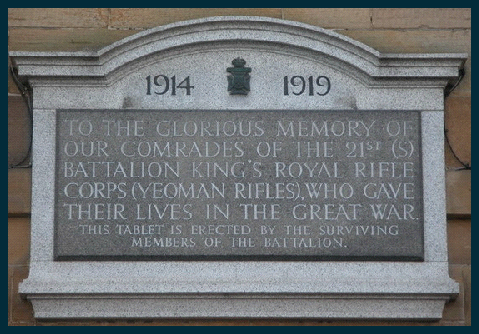 1914 1919
TO THE GLORIOUS MEMORY OF
OUR COMRADES OF THE 21ST (S)
BATTALION KING'S ROYAL RIFLE
CORPS (YEOMAN RIFLES), WHO GAVE
THEIR LIVES IN THE GREAT WAR.
THIS TABLET IS ERECTED BY THE SURVIVING
MEMBERS OF THE BATTALION.